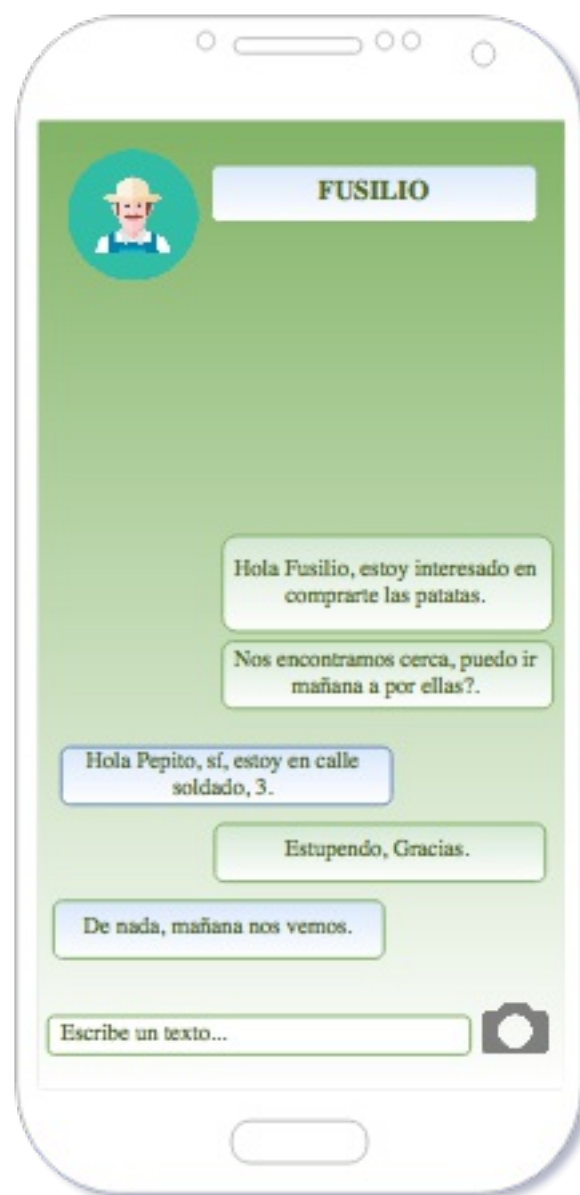 FUSILIO
Hola Fusilio, estoy interesado en
comprarte las patatas.
Nos encontramos cerca, puedo ir
mañana a por ellas?.
Hola Pepito, sí, estoy en calle
soldado, 3.
Estupendo, Gracias.
De nada, mañana nos vemos.
Escribe un texto...